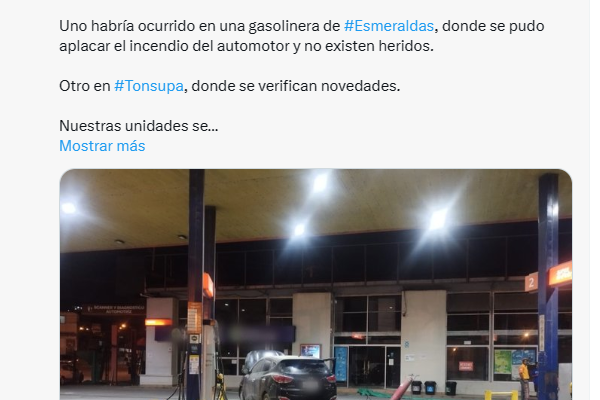 Uno habría ocurrido en una gasolinera de #Esmeraldas, donde se pudo
aplacar el incendio del automotor y no existen heridos.
Otro en #Tonsupa, donde se verifican novedades.
Nuestras unidades se...
Mostrar más
2